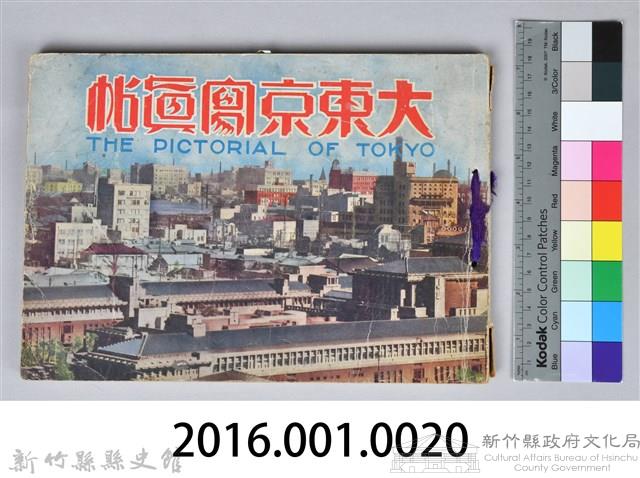 帖眞寫京東大
THE PICTORIAL OF TOKYO
Kodak Color Control Patches
Blue
Cyan
Green
Yellow
Red
Magenta
White
3/Color
Black
2016.001.0020
新竹縣縣史館
新竹縣政府文化局
Cultural Affairs Bureau of Hsinchu
County Government